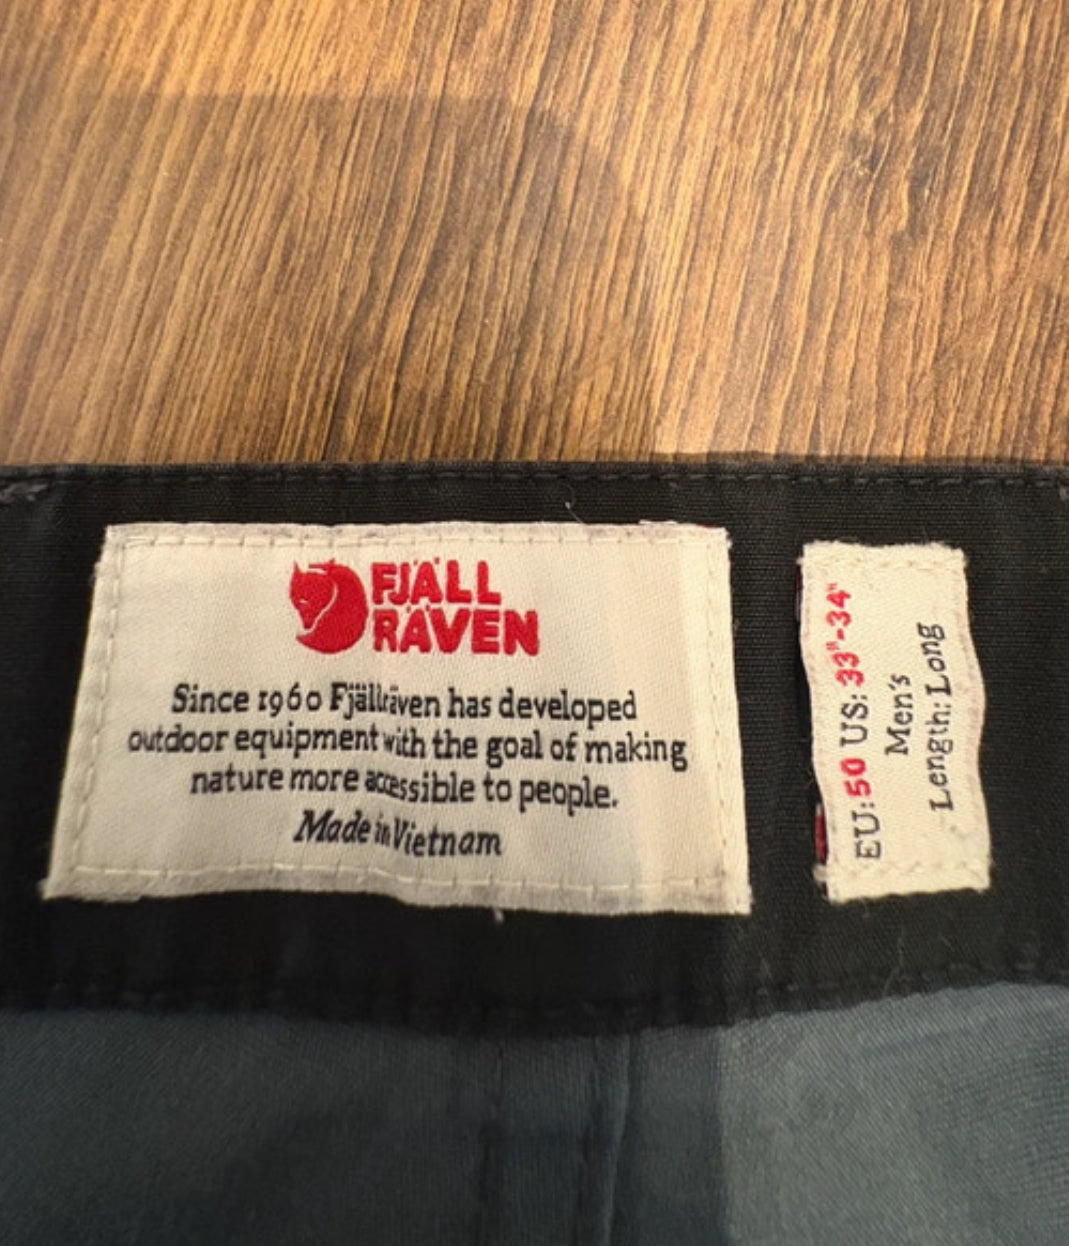 FJÄLL
RÄVEN
Since 1960 Fjällräven has developed
outdoor equipment with the goal of making
nature more accessible to people.
Made in Vietnam
EU: 50 US: 33"-34"
Men's
Length: Long